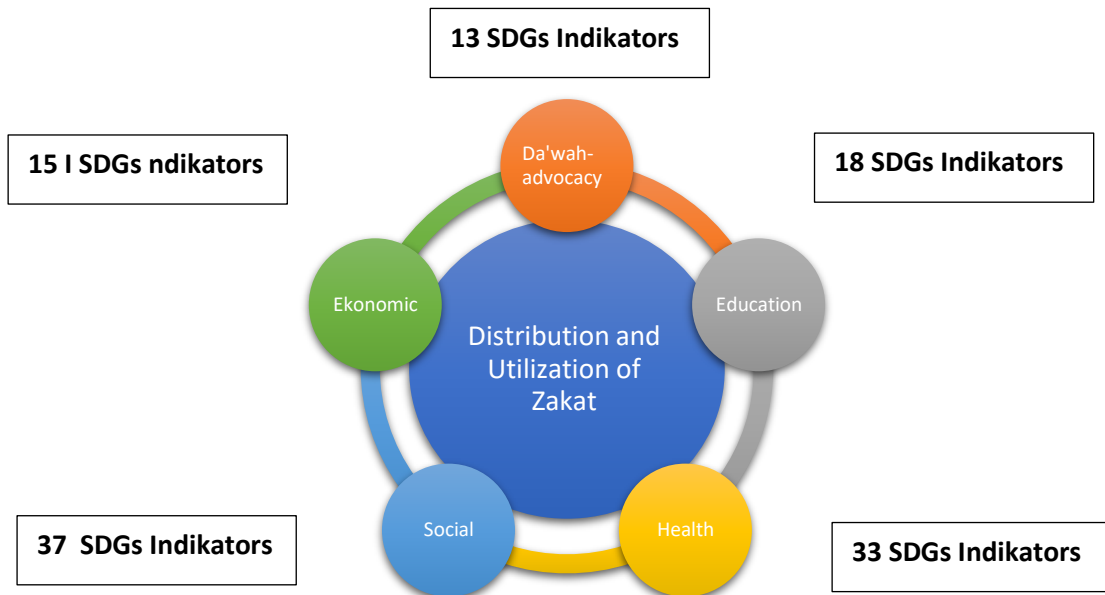 13 SDGs Indikators
Da'wah-
advocacy
15 I SDGs ndikators
18 SDGs Indikators
Ekonomic
Education
Distribution and
Utilization of
Zakat
Social
Health
37  SDGs Indikators
33 SDGs Indikators